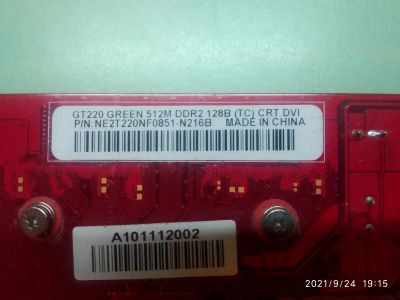 GT220 GREEN 512M DDR2 128B (TC) CRT DVI
P/N.NE2T220NF0851-N216B MADE IN CHINA
A101112002
2021/9/24 19:15